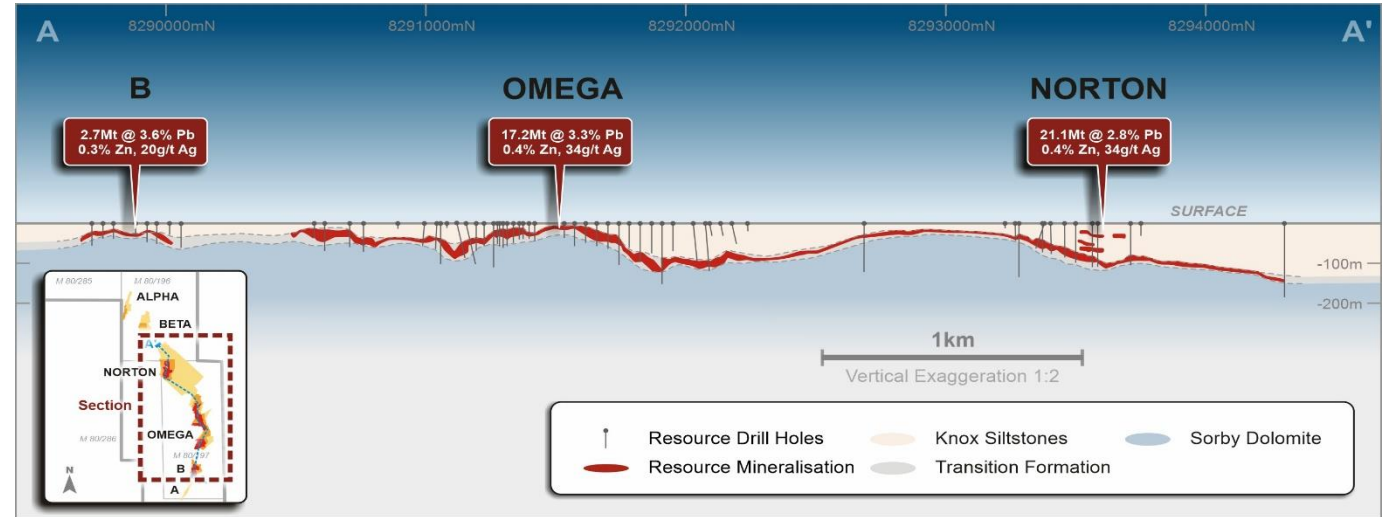 A
8290000mN
8291000mN
8292000mN
8293000mN
8294000mN
A'
B
OMEGA
NORTON
2.7Mt @ 3.6% Pb
0.3% Zn, 20g/t Ag
17.2Mt @ 3.3% Pb
0.4% Zn, 34g/t Ag
21.1Mt @ 2.8% Pb
0.4% Zn, 34g/t Ag
SURFACE
-100m
-200m
M 80/285
M 80/196
ALPHA
BETA
A'
NORTON
Section
M 80/286
OMEGA
M 80/197
B
N
A
1km
Vertical Exaggeration 1:2
Resource Drill Holes
Knox Siltstones
Sorby Dolomite
Resource Mineralisation
Transition Formation